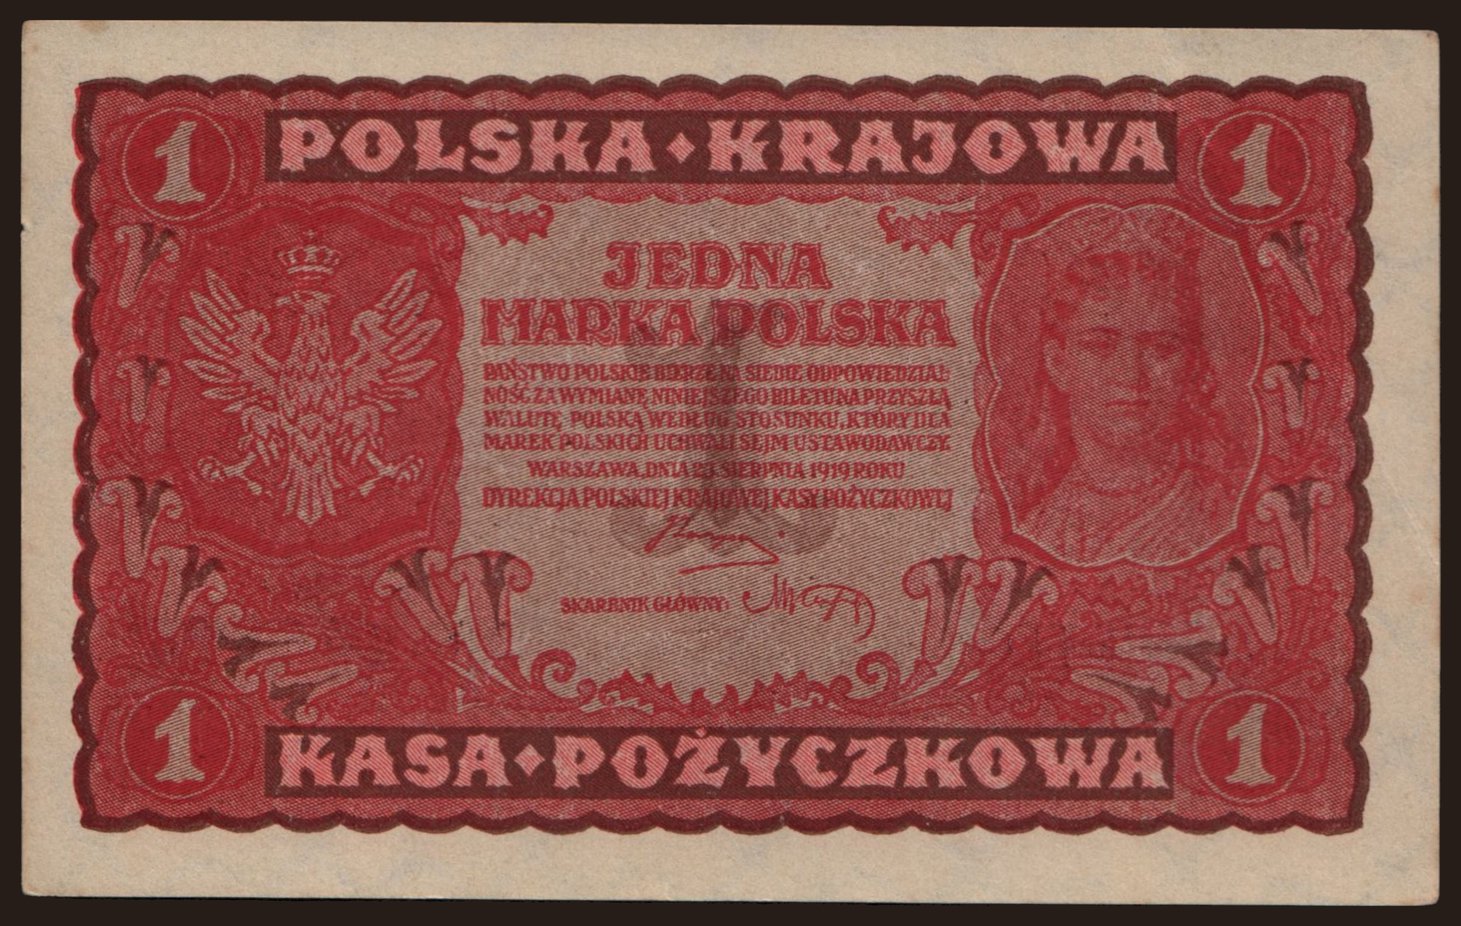 1 POLSKA • KRAJOWA 1
JEDNA
MARKA POLSKA
PAŃSTWO POLSKIE BIERZE NA SIEBIE ODPOWIEDZIAL-
NOŚĆ ZA WYMIANĘ NINIEJSZEGO BILETU NA PRZYSZŁĄ
WALUTĘ POLSKĄ WEDŁUG STOSUNKU, KTÓRY DLA
MAREK POLSKICH UCHWALI SEJM USTAWODAWCZY.
WARSZAWA, DNIA 23 SIERPNIA 1919 ROKU
DYREKCJA POLSKIEJ KRAJOWEJ KASY POŻYCZKOWEJ
SKARBNIK GŁÓWNY:
1 KASA • POŻYCZKOWA 1